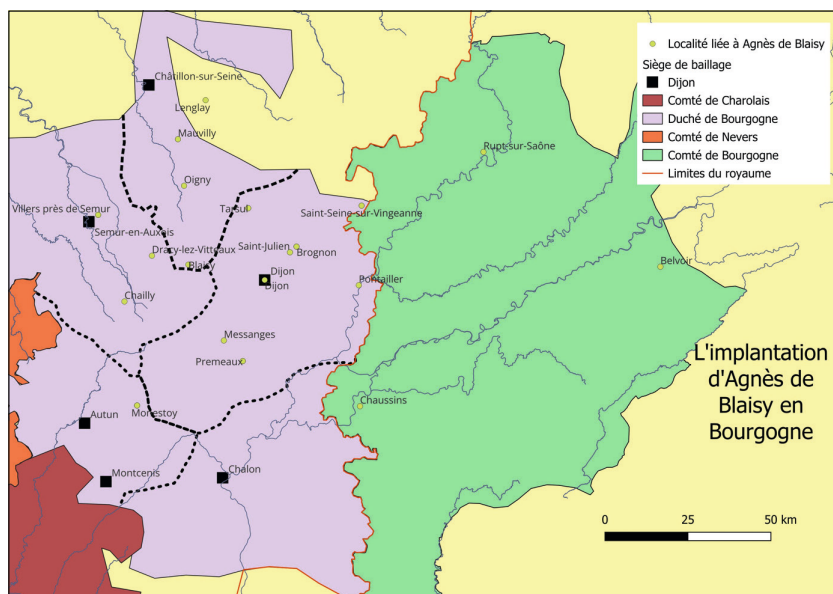 Châtillon-sur-Seine
Lenglay
Mauvilly
Rupt-sur-Saône
Oigny
Villers près de Semur
Tarsul
Saint-Seine-sur-Vingeanne
Semur-en-Auxois
Saint-Julien
Brognon
Dracy-lez-Vitteaux
Blaisy
Dijon
Dijon
Belvoir
Pontailler
Chailly
Messanges
Premeaux
Chaussins
Autun
Morestoy
Montcenis
Chalon
Localité liée à Agnès de Blaisy
Siège de baillage
Dijon
Comté de Charolais
Duché de Bourgogne
Comté de Nevers
Comté de Bourgogne
Limites du royaume
L'implantation
d'Agnès de
Blaisy en
Bourgogne
0 25 50 km